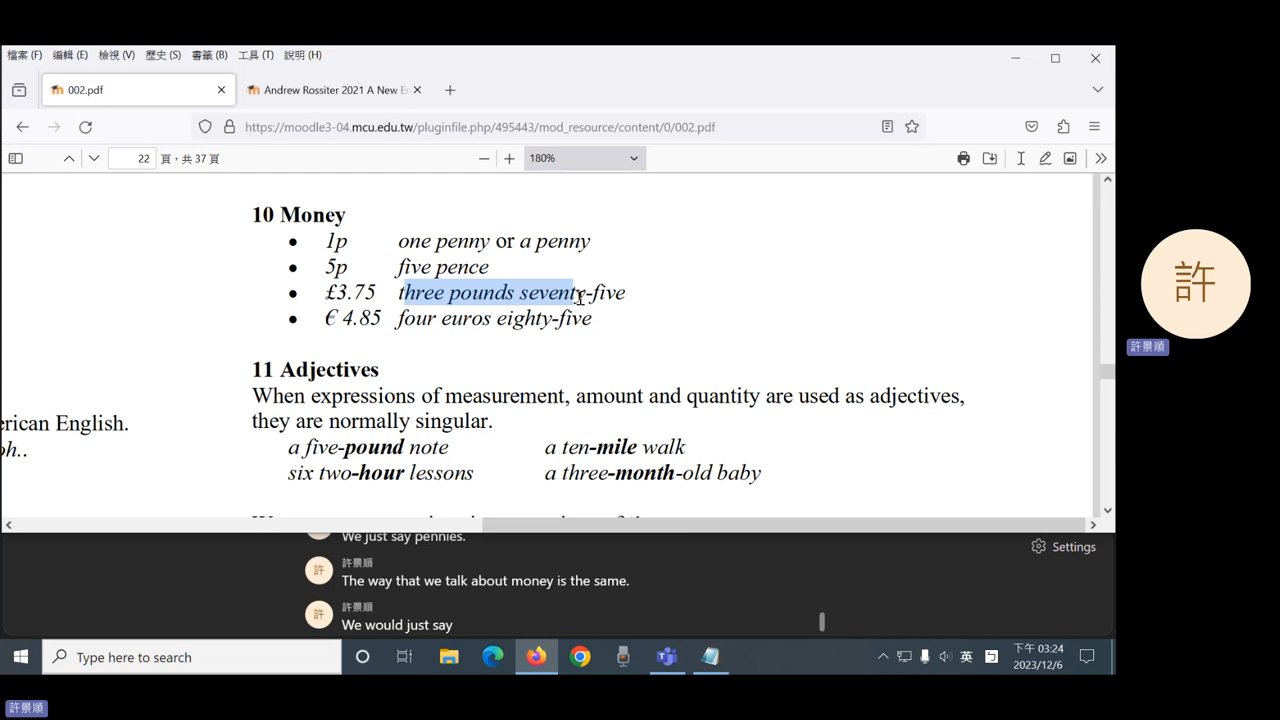 檔案 (F) 編輯 (E) 檢視 (V) 歷史 (S) 書籤 (B) 工具 (T) 說明 (H)
002.pdf
Andrew Rossiter 2021 A New E
https://moodle3-04.mcu.edu.tw/pluginfile.php/495443/mod_resource/content/0/002.pdf
22 頁，共 37 頁
180%
10 Money
• 1p one penny or a penny
• 5p five pence
• £3.75 three pounds seventy-five
• € 4.85 four euros eighty-five
11 Adjectives
When expressions of measurement, amount and quantity are used as adjectives,
they are normally singular.
erican English.
oh..
a five-pound note a ten-mile walk
six two-hour lessons a three-month-old baby
We just say pennies.
許景順
The way that we talk about money is the same.
許景順
We would just say
許
許
Settings
Type here to search
英
下午 03:24
2023/12/6
許
許景順
許景順